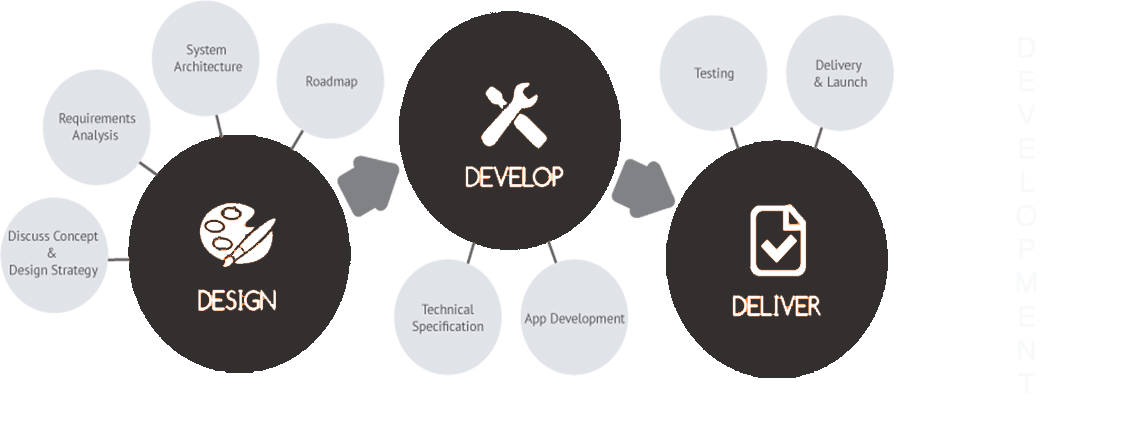 Discuss Concept
&
Design Strategy
Requirements
Analysis
System
Architecture
Roadmap
DESIGN
DEVELOP
Technical
Specification
App Development
Testing
Delivery
& Launch
DELIVER
DEVELOPMENT